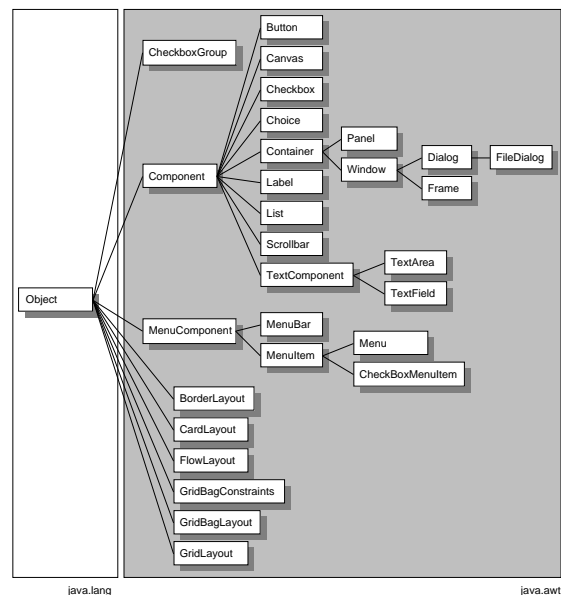 Button
CheckboxGroup
Canvas
Checkbox
Choice
Panel
Container
Dialog
FileDialog
Window
Component
Label
Frame
List
Scrollbar
TextArea
TextComponent
TextField
Object
MenuBar
MenuComponent
Menu
MenuItem
CheckBoxMenuItem
BorderLayout
CardLayout
FlowLayout
GridBagConstraints
GridBagLayout
GridLayout
java.lang
java.awt